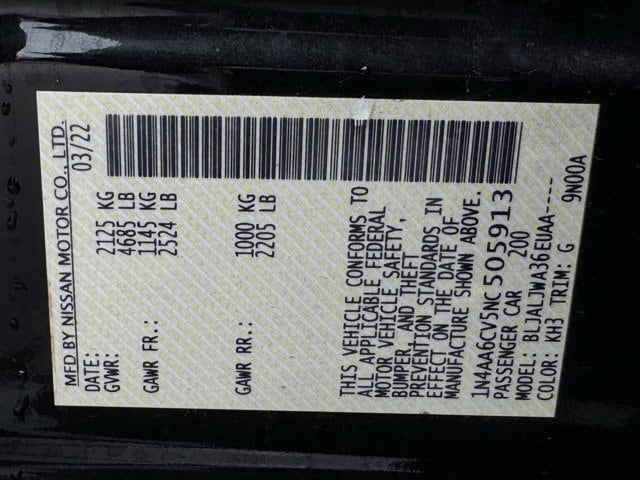 MFD BY NISSAN MOTOR CO., LTD.
DATE: 03/22
GVWR: 2125 KG
4685 LB
GAWR FR.: 1145 KG
2524 LB
GAWR RR.: 1000 KG
2205 LB
THIS VEHICLE CONFORMS TO
ALL APPLICABLE FEDERAL
MOTOR VEHICLE SAFETY,
BUMPER, AND THEFT
PREVENTION STANDARDS IN
EFFECT ON THE DATE OF
MANUFACTURE SHOWN ABOVE.
1N4AA6CV5NC505913
PASSENGER CAR 200
MODEL: BLJALJWA36EUAA----
COLOR: KH3 TRIM: G 9N00A